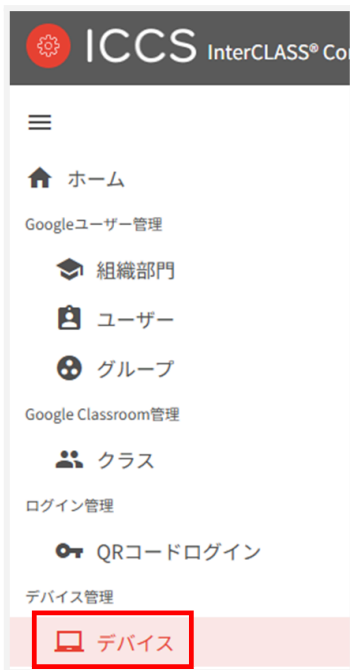 ICCS InterCLASS® Co
ホーム
Googleユーザー管理
組織部門
ユーザー
グループ
Google Classroom管理
クラス
ログイン管理
QRコードログイン
デバイス管理
デバイス